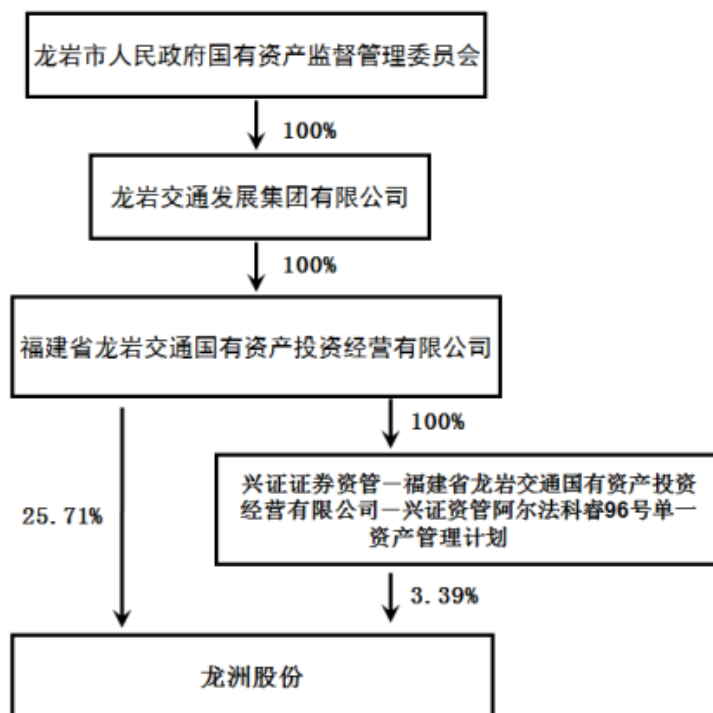 龙岩市人民政府国有资产监督管理委员会
100%
龙岩交通发展集团有限公司
100%
福建省龙岩交通国有资产投资经营有限公司
100%
兴证证券资管－福建省龙岩交通国有资产投资
经营有限公司－兴证资管阿尔法科睿96号单一
资产管理计划
25.71%
3.39%
龙洲股份